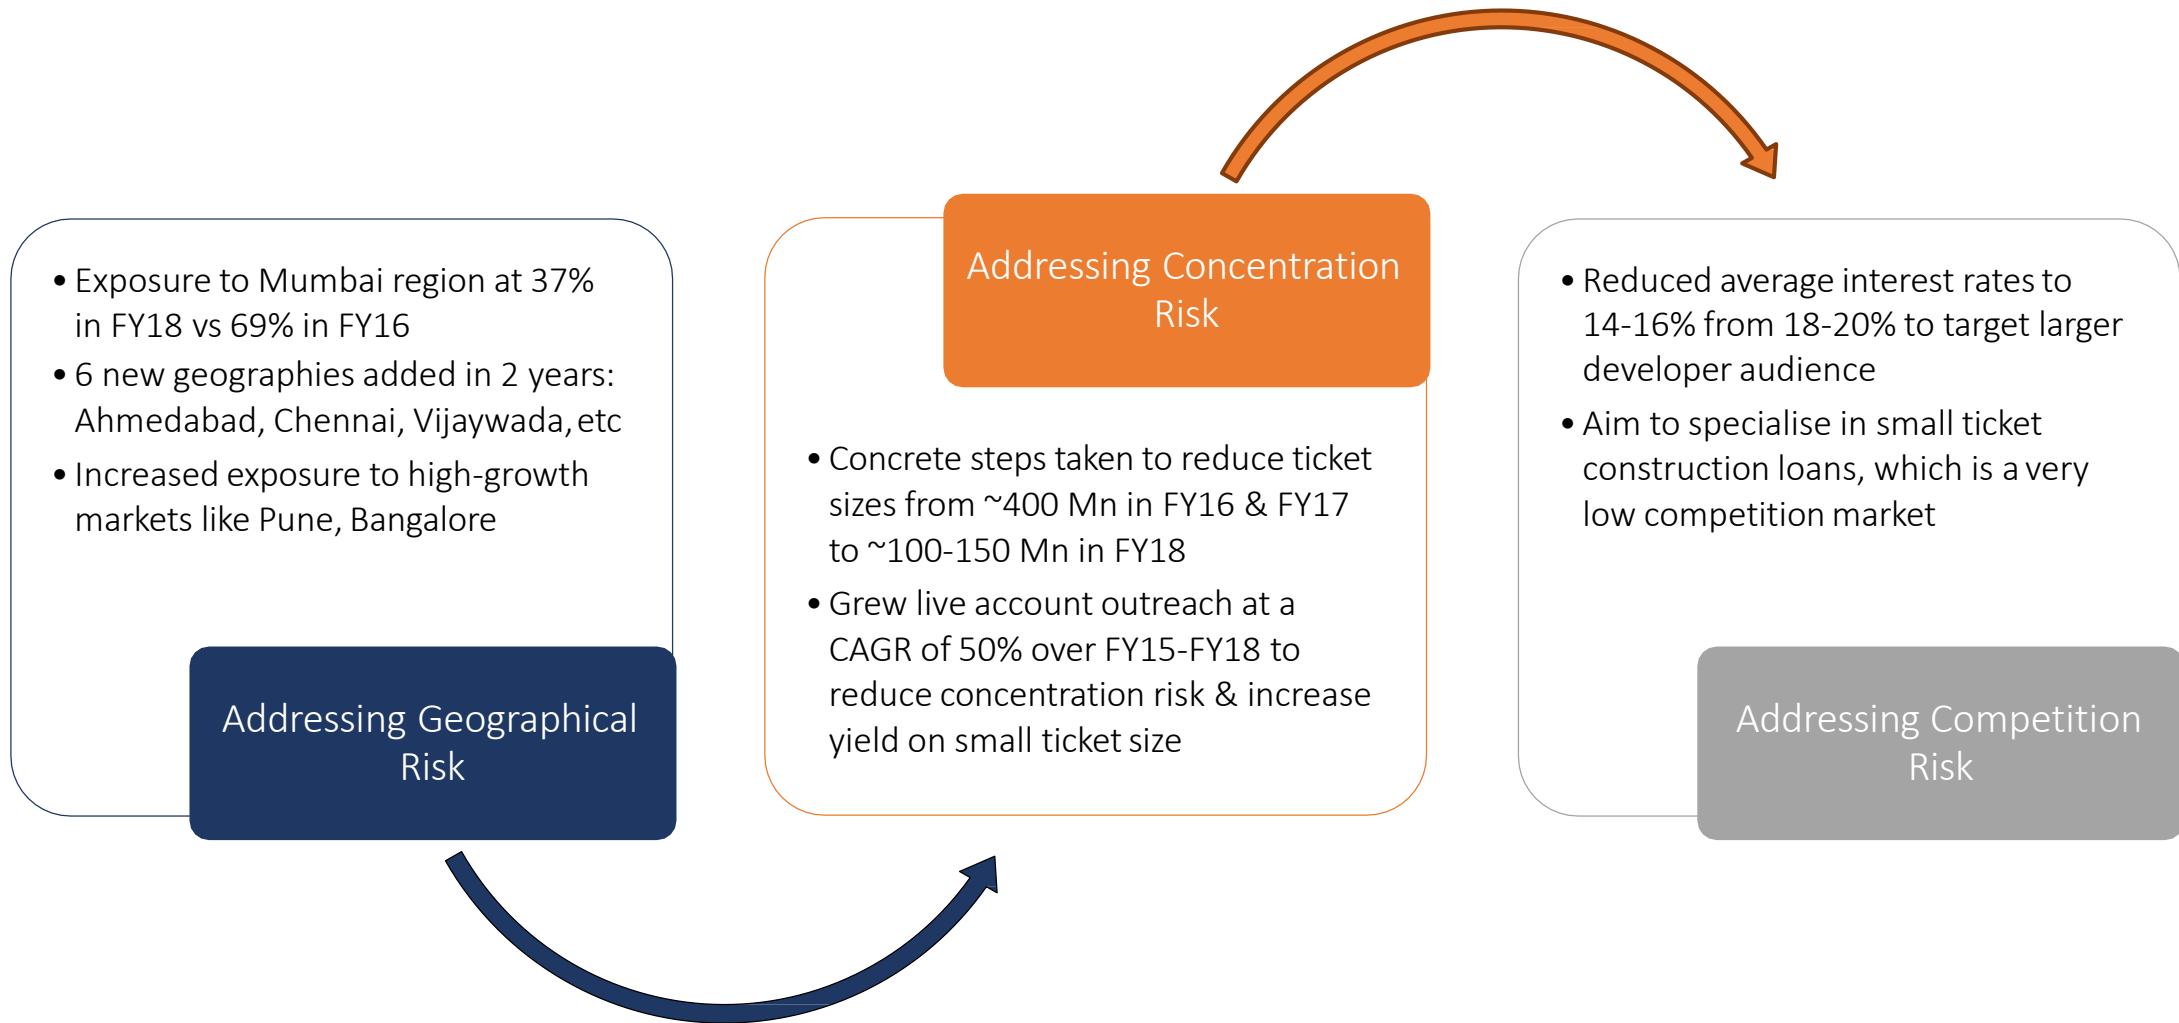 • Exposure to Mumbai region at 37%
in FY18 vs 69% in FY16
• 6 new geographies added in 2 years:
Ahmedabad, Chennai, Vijaywada, etc
• Increased exposure to high-growth
markets like Pune, Bangalore
Addressing Geographical
Risk
Addressing Concentration
Risk
• Concrete steps taken to reduce ticket
sizes from ~400 Mn in FY16 & FY17
to ~100-150 Mn in FY18
• Grew live account outreach at a
CAGR of 50% over FY15-FY18 to
reduce concentration risk & increase
yield on small ticket size
• Reduced average interest rates to
14-16% from 18-20% to target larger
developer audience
• Aim to specialise in small ticket
construction loans, which is a very
low competition market
Addressing Competition
Risk